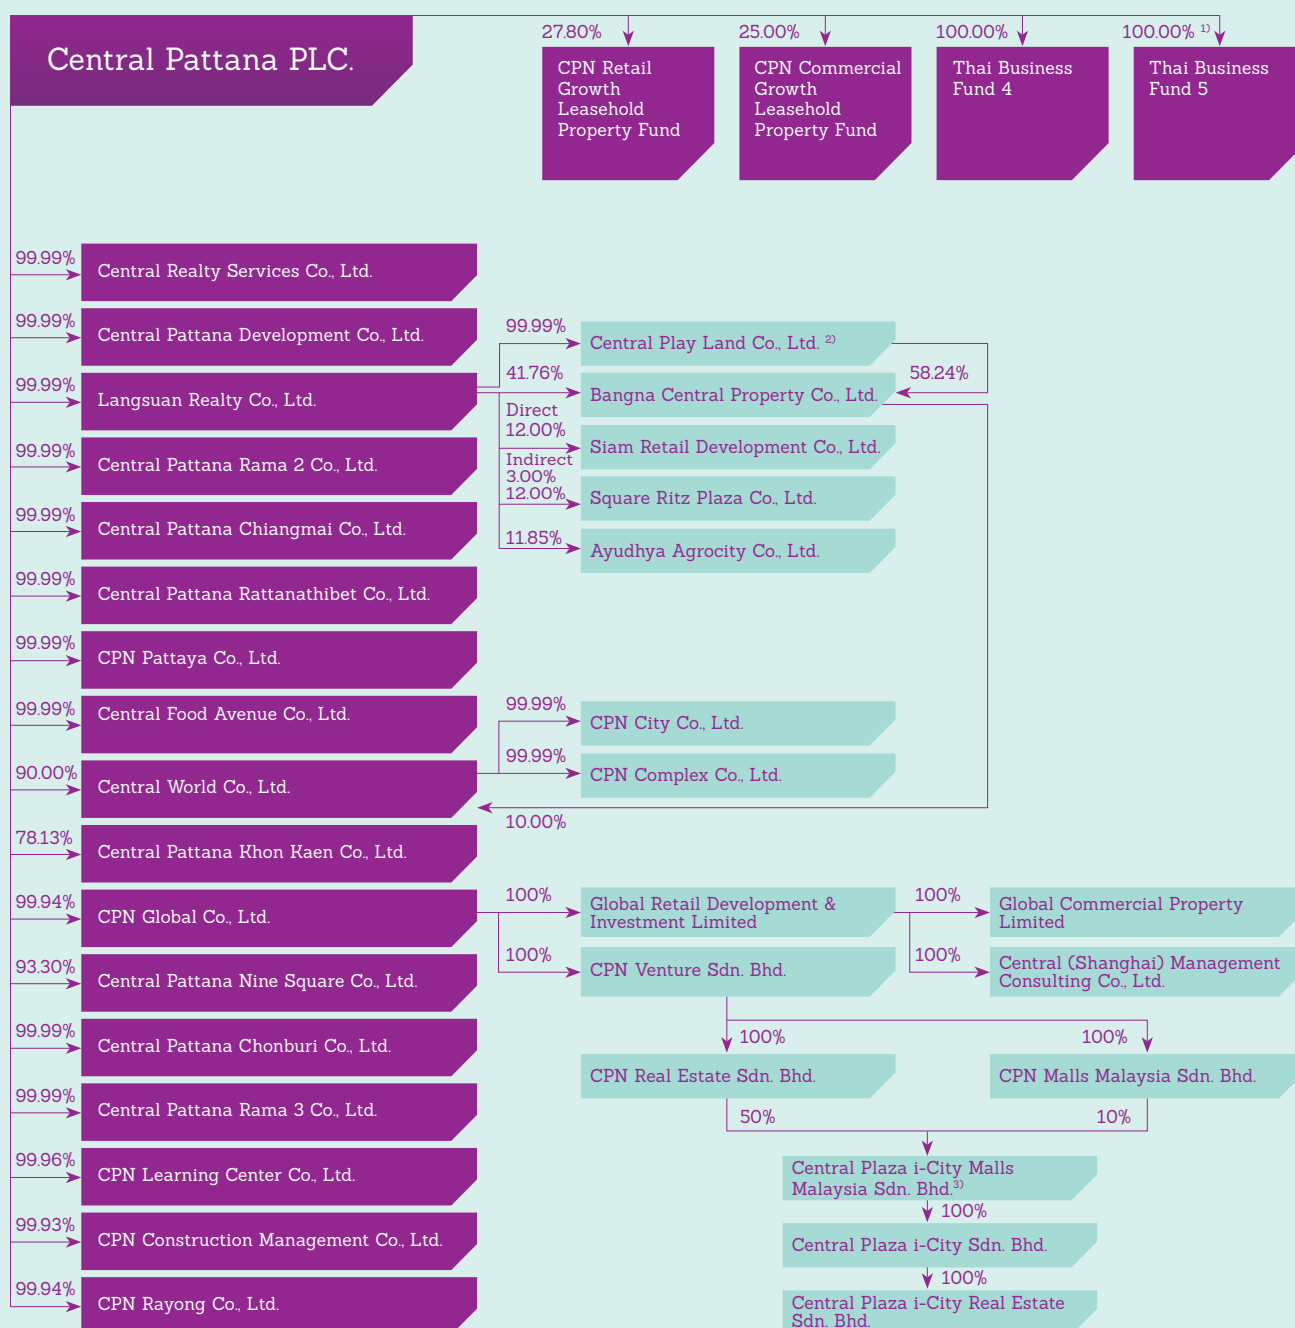 Central Pattana PLC.
27.80%
25.00%
100.00%
100.00% 1)
CPN Retail
Growth
Leasehold
Property Fund
CPN Commercial
Growth
Leasehold
Property Fund
Thai Business
Fund 4
Thai Business
Fund 5
99.99%
Central Realty Services Co., Ltd.
99.99%
Central Pattana Development Co., Ltd.
99.99%
Langsuan Realty Co., Ltd.
99.99%
Central Play Land Co., Ltd. 2)
41.76%
Bangna Central Property Co., Ltd.
58.24%
Direct
12.00%
Siam Retail Development Co., Ltd.
Indirect
3.00%
12.00%
Square Ritz Plaza Co., Ltd.
11.85%
Ayudhya Agrocity Co., Ltd.
99.99%
Central Pattana Rama 2 Co., Ltd.
99.99%
Central Pattana Chiangmai Co., Ltd.
99.99%
Central Pattana Rattanathibet Co., Ltd.
99.99%
CPN Pattaya Co., Ltd.
99.99%
Central Food Avenue Co., Ltd.
90.00%
Central World Co., Ltd.
99.99%
CPN City Co., Ltd.
99.99%
CPN Complex Co., Ltd.
10.00%
78.13%
Central Pattana Khon Kaen Co., Ltd.
99.94%
CPN Global Co., Ltd.
100%
Global Retail Development &
Investment Limited
100%
Global Commercial Property
Limited
100%
CPN Venture Sdn. Bhd.
100%
Central (Shanghai) Management
Consulting Co., Ltd.
93.30%
Central Pattana Nine Square Co., Ltd.
99.99%
Central Pattana Chonburi Co., Ltd.
100%
100%
CPN Real Estate Sdn. Bhd.
CPN Malls Malaysia Sdn. Bhd.
99.99%
Central Pattana Rama 3 Co., Ltd.
50%
10%
99.96%
CPN Learning Center Co., Ltd.
Central Plaza i-City Malls
Malaysia Sdn. Bhd.3)
100%
99.93%
CPN Construction Management Co., Ltd.
Central Plaza i-City Sdn. Bhd.
100%
99.94%
CPN Rayong Co., Ltd.
Central Plaza i-City Real Estate
Sdn. Bhd.